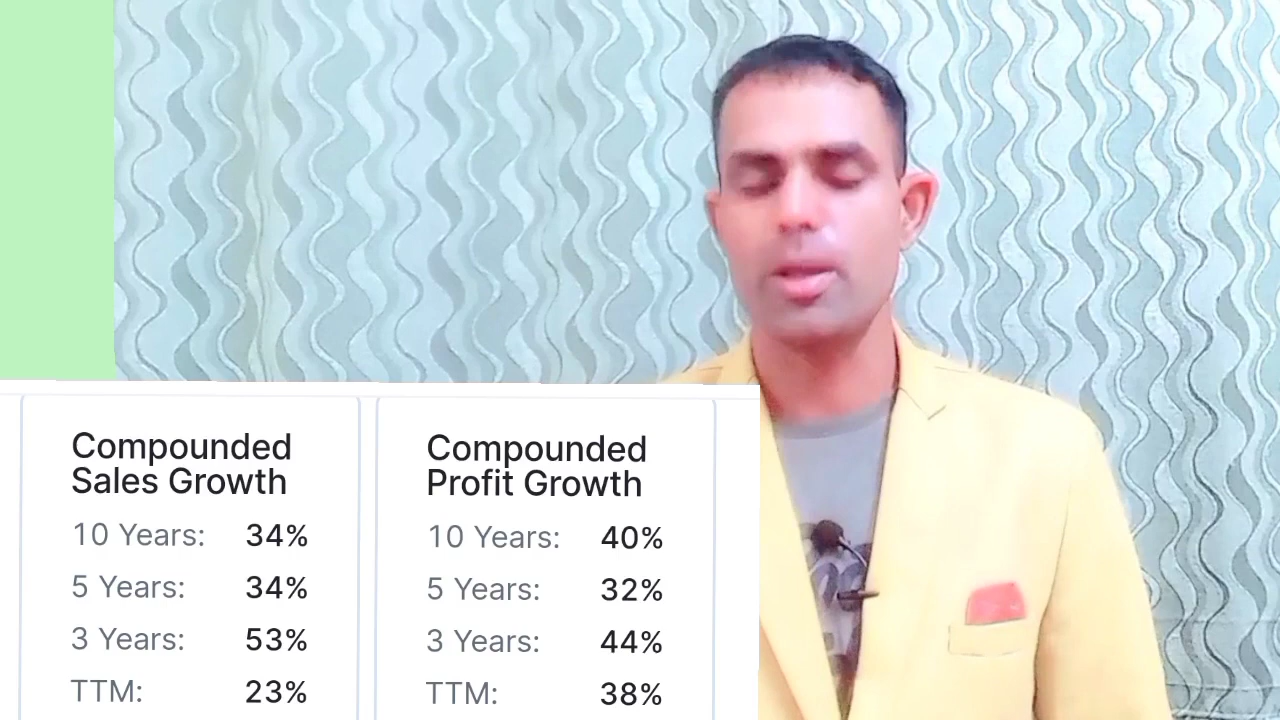 Compounded
Sales Growth
10 Years: 34%
5 Years: 34%
3 Years: 53%
TTM: 23%
Compounded
Profit Growth
10 Years: 40%
5 Years: 32%
3 Years: 44%
TTM: 38%